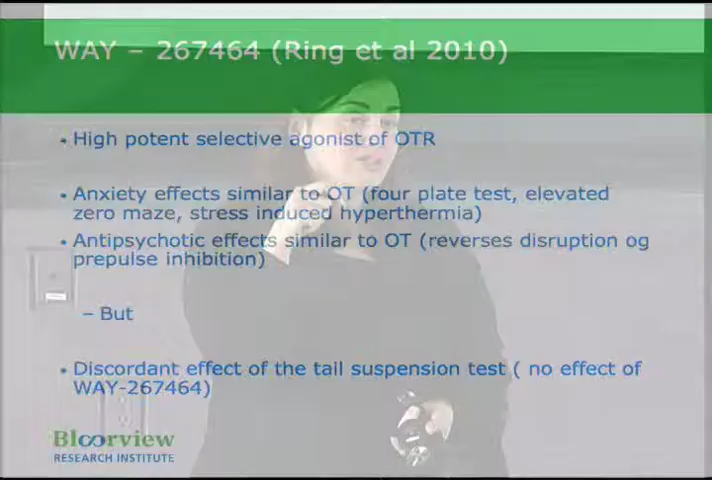 WAY – 267464 (Ring et al 2010)
• High potent selective agonist of OTR
• Anxiety effects similar to OT (four plate test, elevated
zero maze, stress induced hyperthermia)
• Antipsychotic effects similar to OT (reverses disruption og
prepulse inhibition)
– But
• Discordant effect of the tail suspension test ( no effect of
WAY-267464)
Bloorview
RESEARCH INSTITUTE